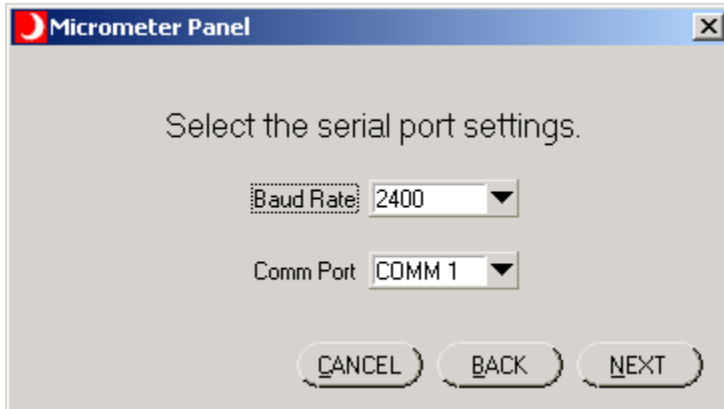 Micrometer Panel
Select the serial port settings.
Baud Rate 2400
Comm Port COMM 1
CANCEL BACK NEXT